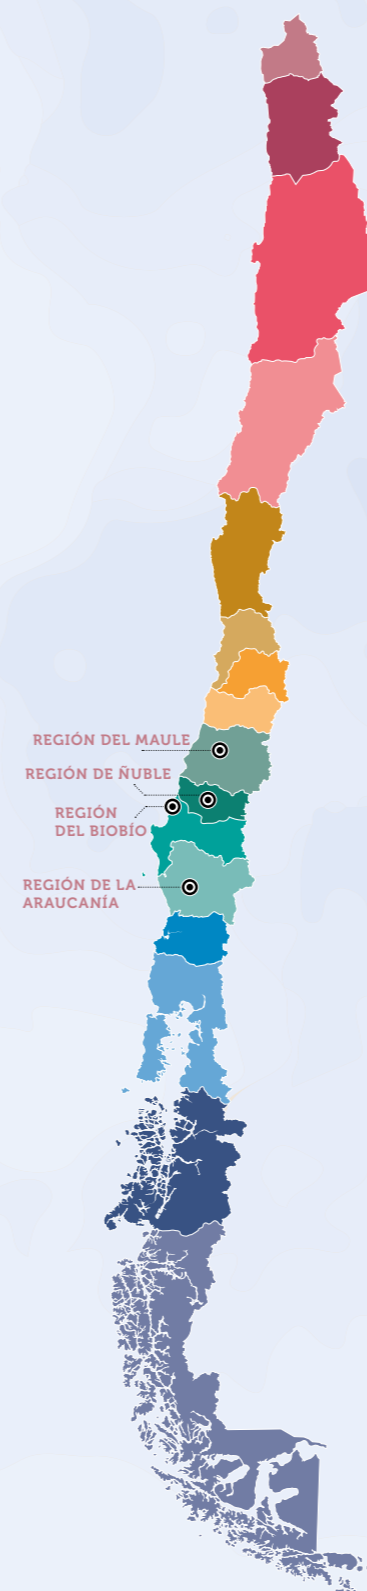 REGIÓN DEL MAULE
REGIÓN DE ÑUBLE
REGIÓN
DEL BIOBÍO
REGIÓN DE LA
ARAUCANÍA